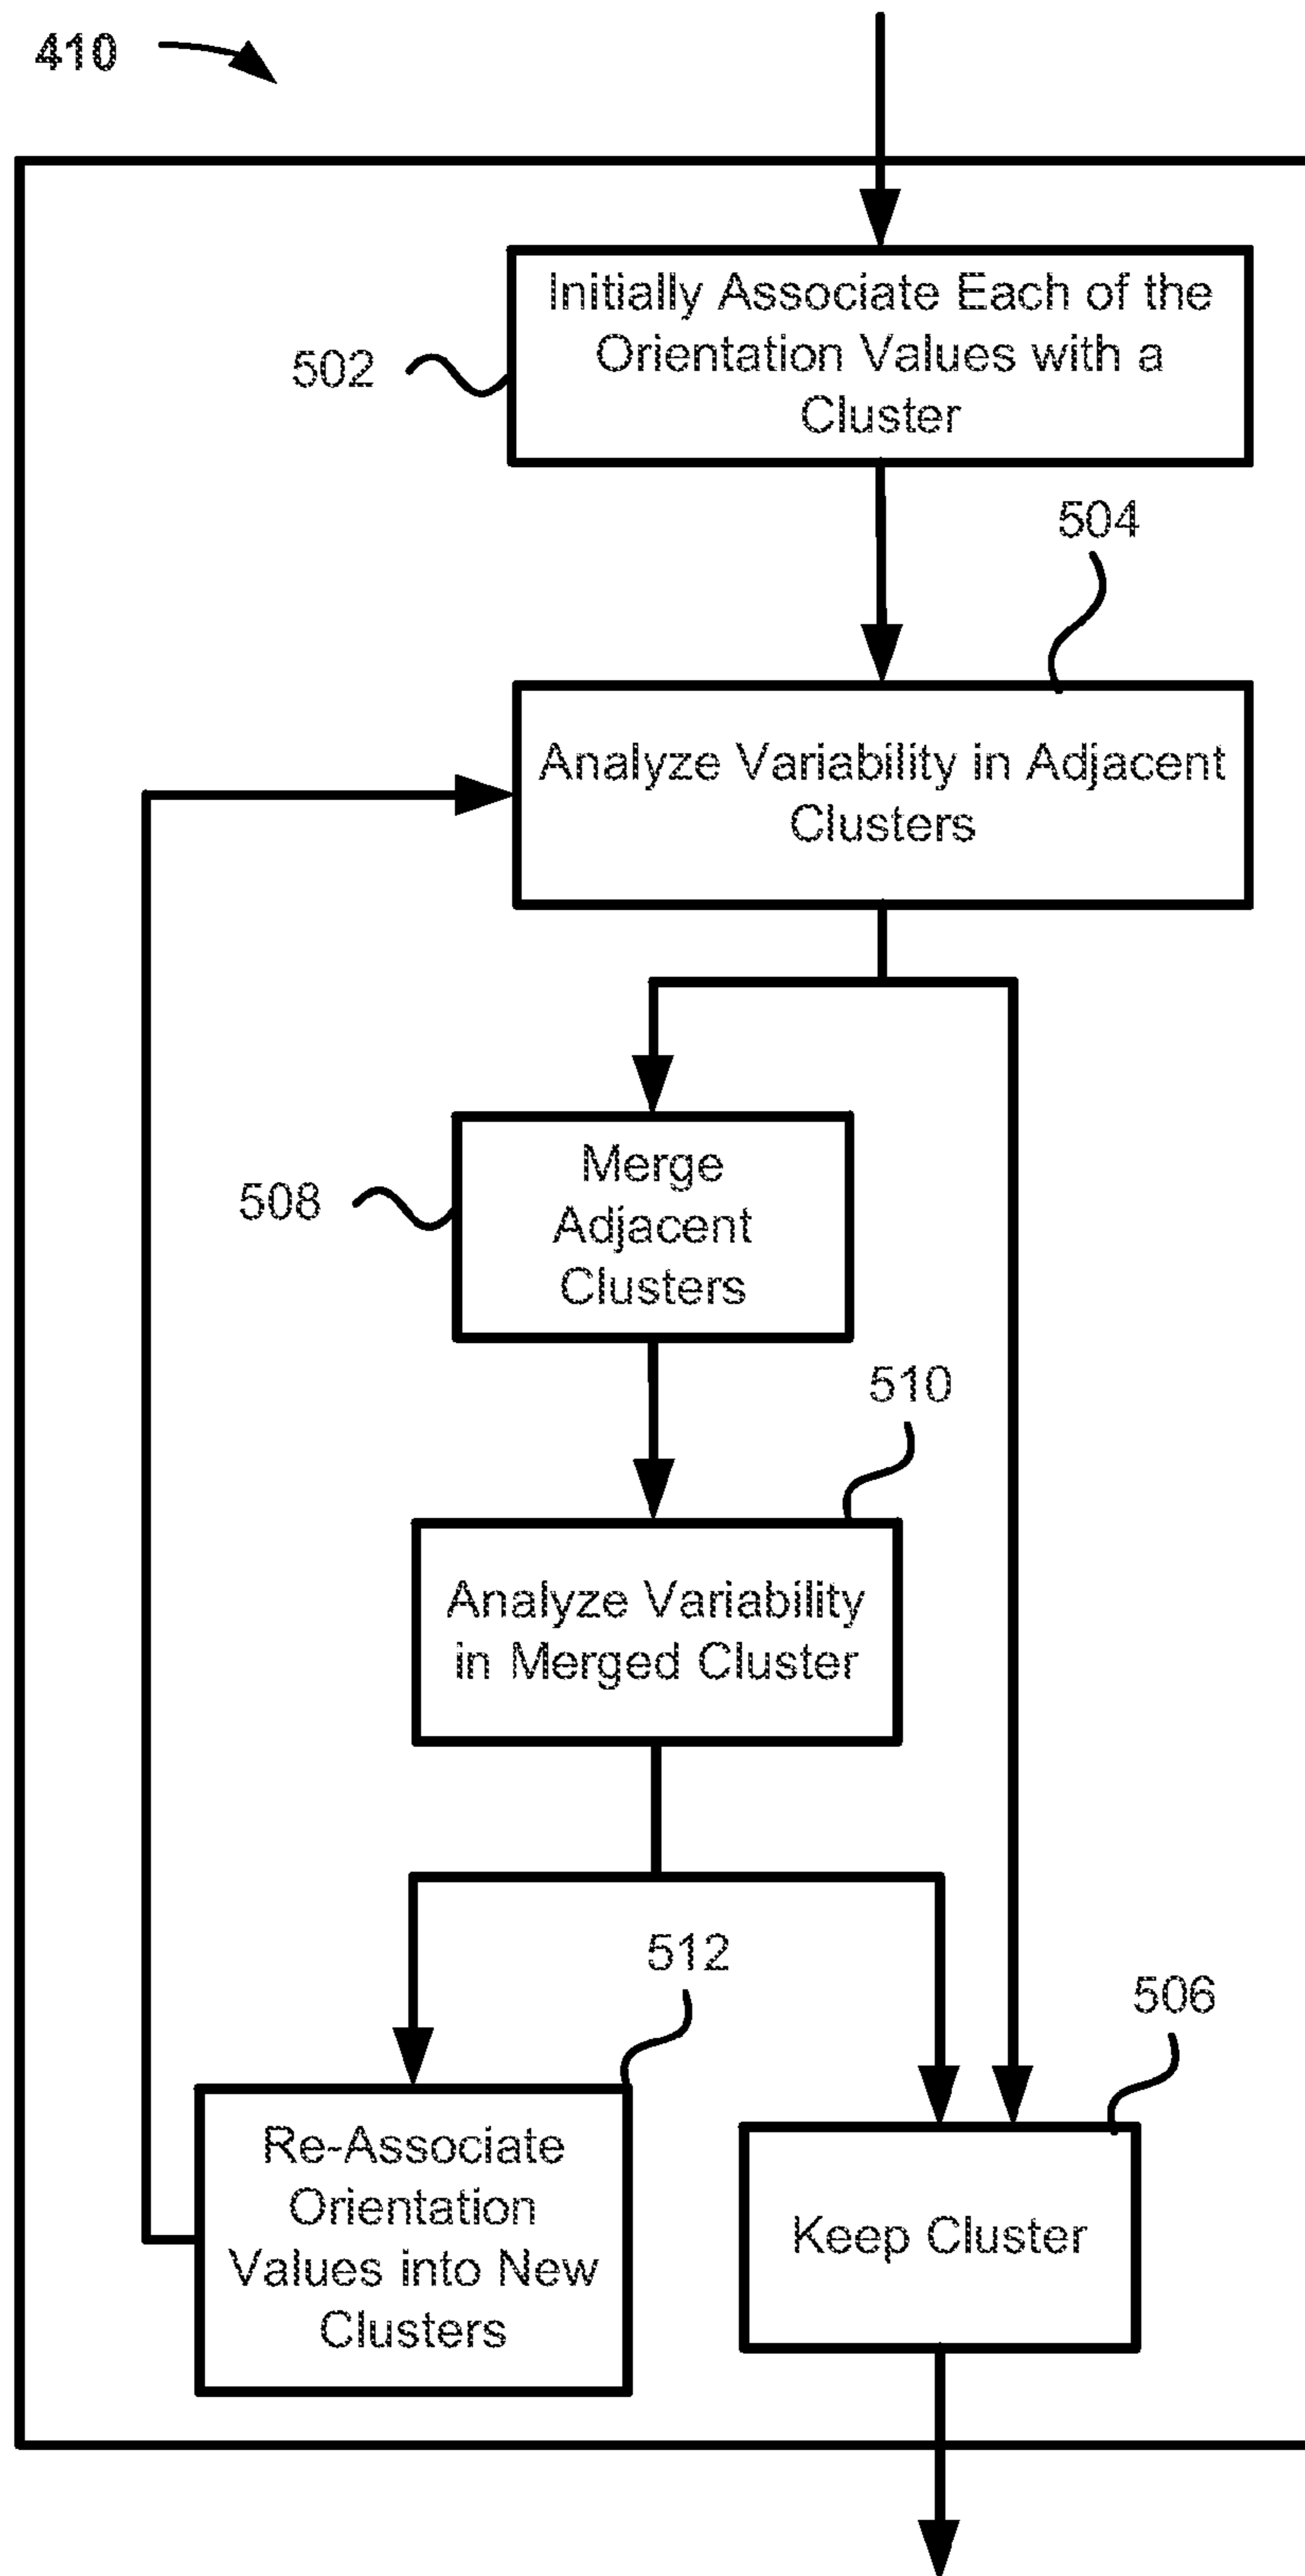 410
Initially Associate Each of the
Orientation Values with a
Cluster
502
504
Analyze Variability in Adjacent
Clusters
Merge
Adjacent
Clusters
508
510
Analyze Variability
in Merged Cluster
512
506
Re-Associate
Orientation
Values into New
Clusters
Keep Cluster